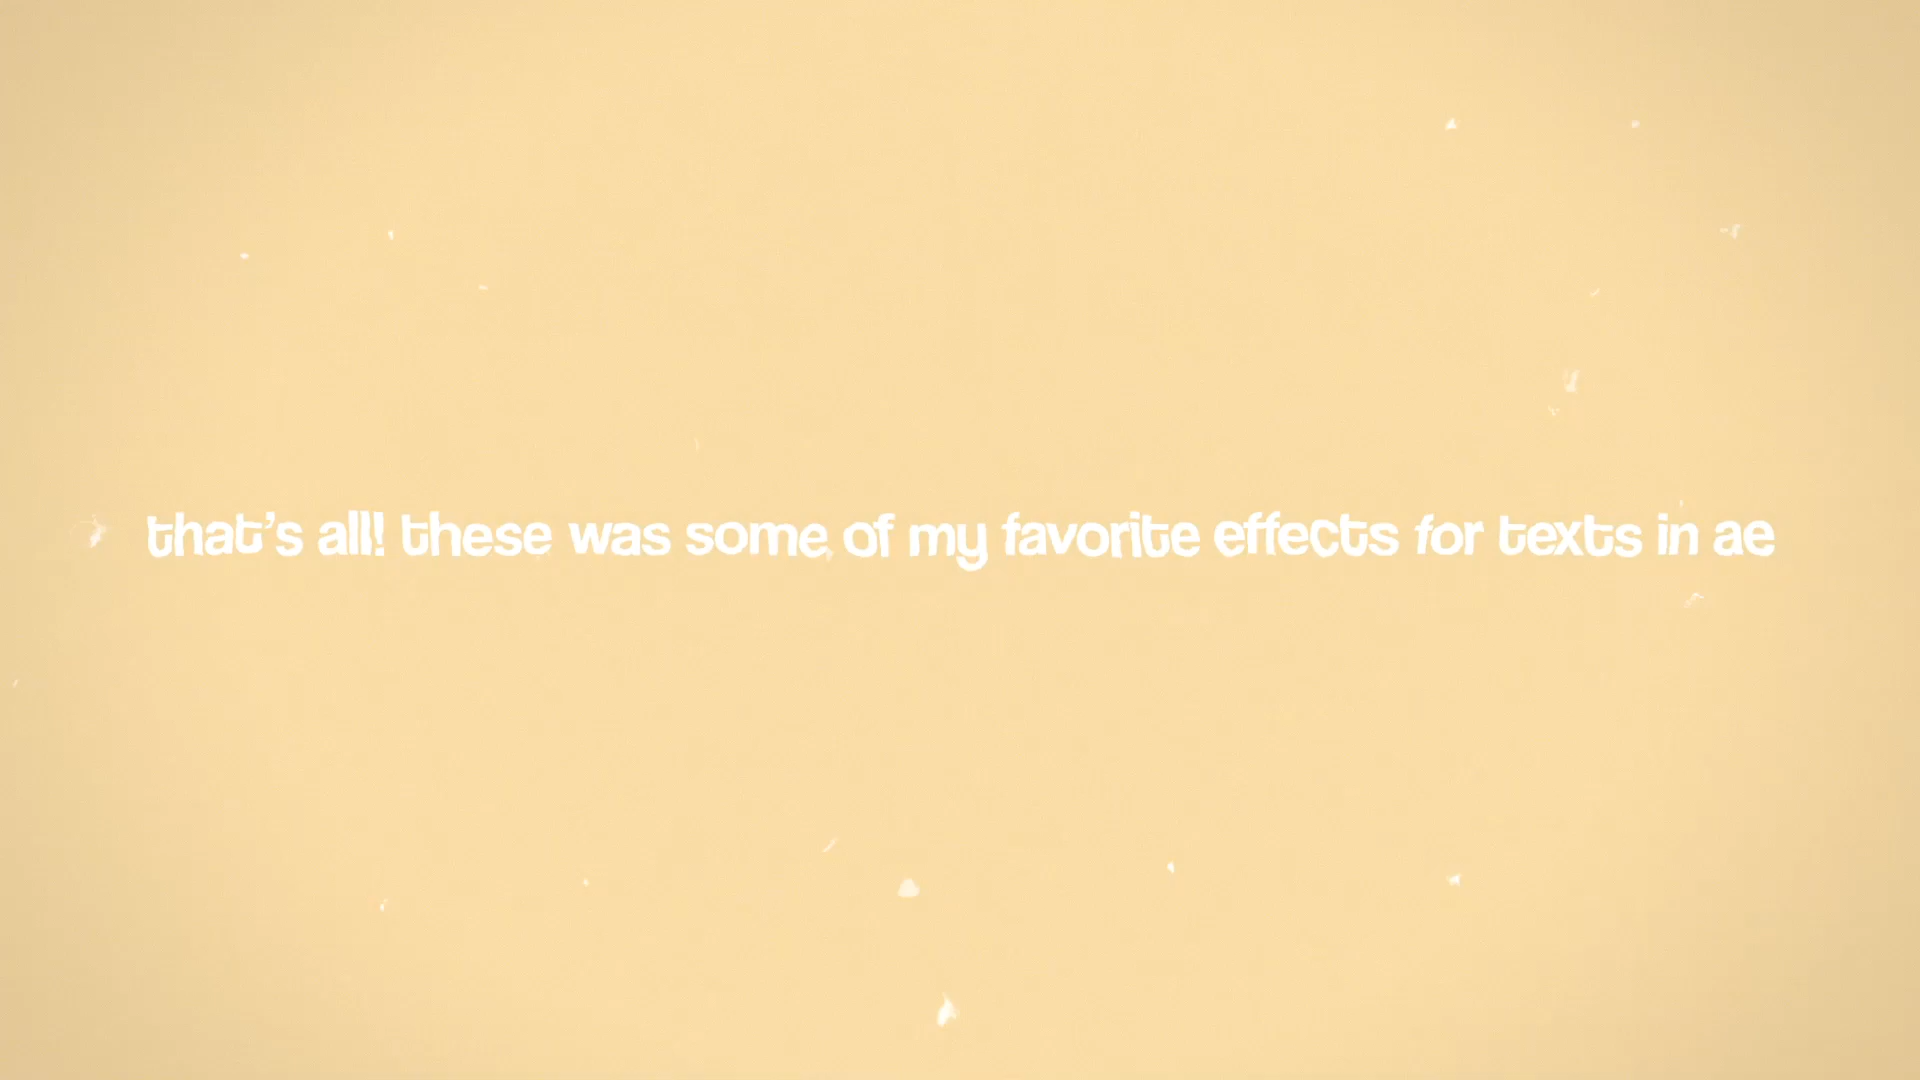 that’s all! these was some of my favorite effects for texts in ae